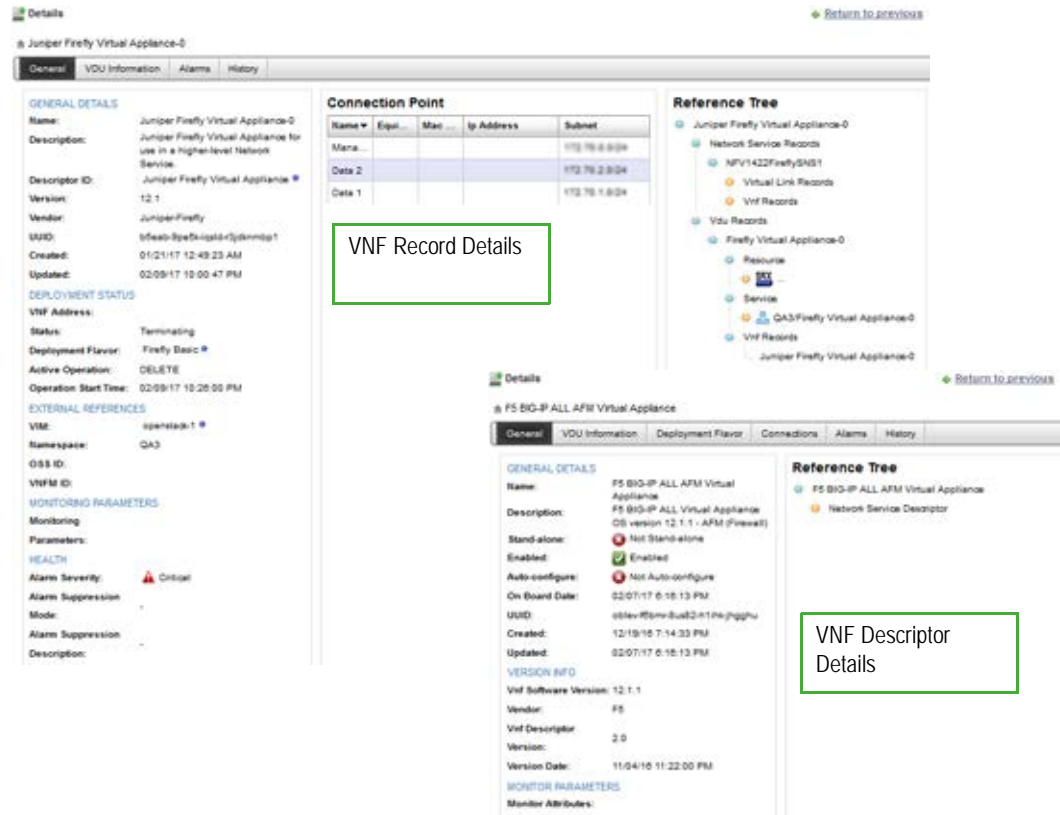 Details
Return to previous
Juniper Firefly Virtual Appliance-0
General VDU Information Alarms History
GENERAL DETAILS
Name: Juniper Firefly Virtual Appliance-0
Description: Juniper Firefly Virtual Appliance for
use in a higher-level Network
Service.
Descriptor ID: Juniper Firefly Virtual Appliance
Version: 12.1
Vendor: Juniper-Firefly
UUID:
Created: 01/21/17 12:49:23 AM
Updated: 02/09/17 10:00:47 PM
DEPLOYMENT STATUS
VNF Address:
Status: Terminating
Deployment Flavor: Firefly Basic
Active Operation: DELETE
Operation Start Time: 02/09/17 10:26:00 PM
EXTERNAL REFERENCES
VIM: openstack-1
Namespace: QA3
OSS ID:
VNFM ID:
MONITORING PARAMETERS
Monitoring
Parameters:
HEALTH
Alarm Severity: Critical
Alarm Suppression
Mode: -
Alarm Suppression
Description: -
Connection Point
Name Equi... Mac ... Ip Address Subnet
Mana...
Data 2
Data 1
VNF Record Details
Reference Tree
Juniper Firefly Virtual Appliance-0
Network Service Records
NFV1422FireflySNS1
Virtual Link Records
Vnf Records
Vdu Records
Firefly Virtual Appliance-0
Resource
SRX ...
Service
QA3/Firefly Virtual Appliance-0
Vnf Records
Juniper Firefly Virtual Appliance-0
Details
Return to previous
F5 BIG-IP ALL AFM Virtual Appliance
General VDU Information Deployment Flavor Connections Alarms History
GENERAL DETAILS
Name: F5 BIG-IP ALL AFM Virtual
Appliance
Description: F5 BIG-IP ALL Virtual Appliance
OS version 12.1.1 - AFM (Firewall)
Stand-alone: Not Stand-alone
Enabled: Enabled
Auto-configure: Not Auto-configure
On Board Date: 02/07/17 6:16:13 PM
UUID:
Created: 12/19/16 7:14:33 PM
Updated: 02/07/17 6:16:13 PM
VERSION INFO
Vnf Software Version: 12.1.1
Vendor: F5
Vnf Descriptor
Version: 2.0
Version Date: 11/04/16 11:22:00 PM
MONITOR PARAMETERS
Monitor Attributes:
Reference Tree
F5 BIG-IP ALL AFM Virtual Appliance
Network Service Descriptor
VNF Descriptor
Details